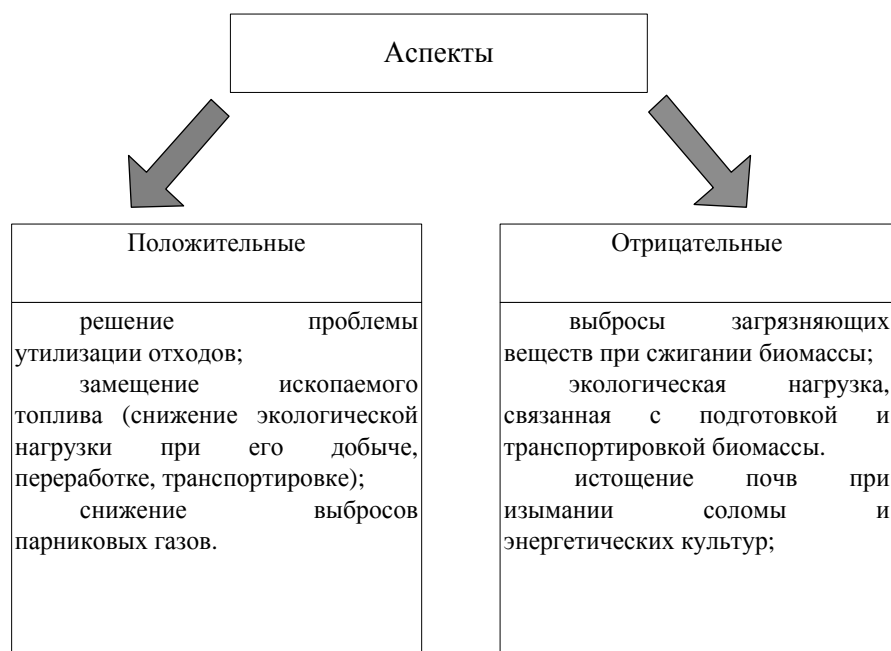 Аспекты
Положительные
решение проблемы
утилизации отходов;
замещение ископаемого
топлива (снижение экологической
нагрузки при его добыче,
переработке, транспортировке);
снижение выбросов
парниковых газов.
Отрицательные
выбросы загрязняющих
веществ при сжигании биомассы;
экологическая нагрузка,
связанная с подготовкой и
транспортировкой биомассы.
истощение почв при
изымании соломы и
энергетических культур;